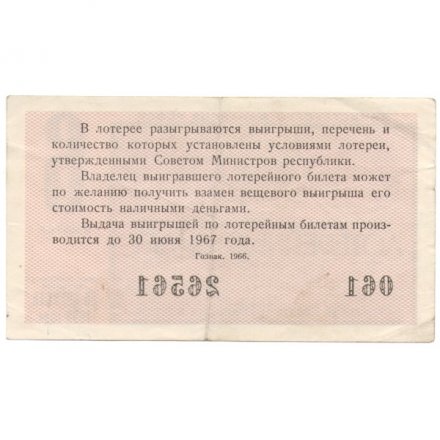 В лотерее разыгрываются выигрыши, перечень и
количество которых установлены условиями лотереи,
утвержденными Советом Министров республики.
Владелец выигравшего лотерейного билета может
по желанию получить взамен вещевого выигрыша его
стоимость наличными деньгами.
Выдача выигрышей по лотерейным билетам произ-
водится до 30 июня 1967 года.
Гознак. 1966.
26561 061